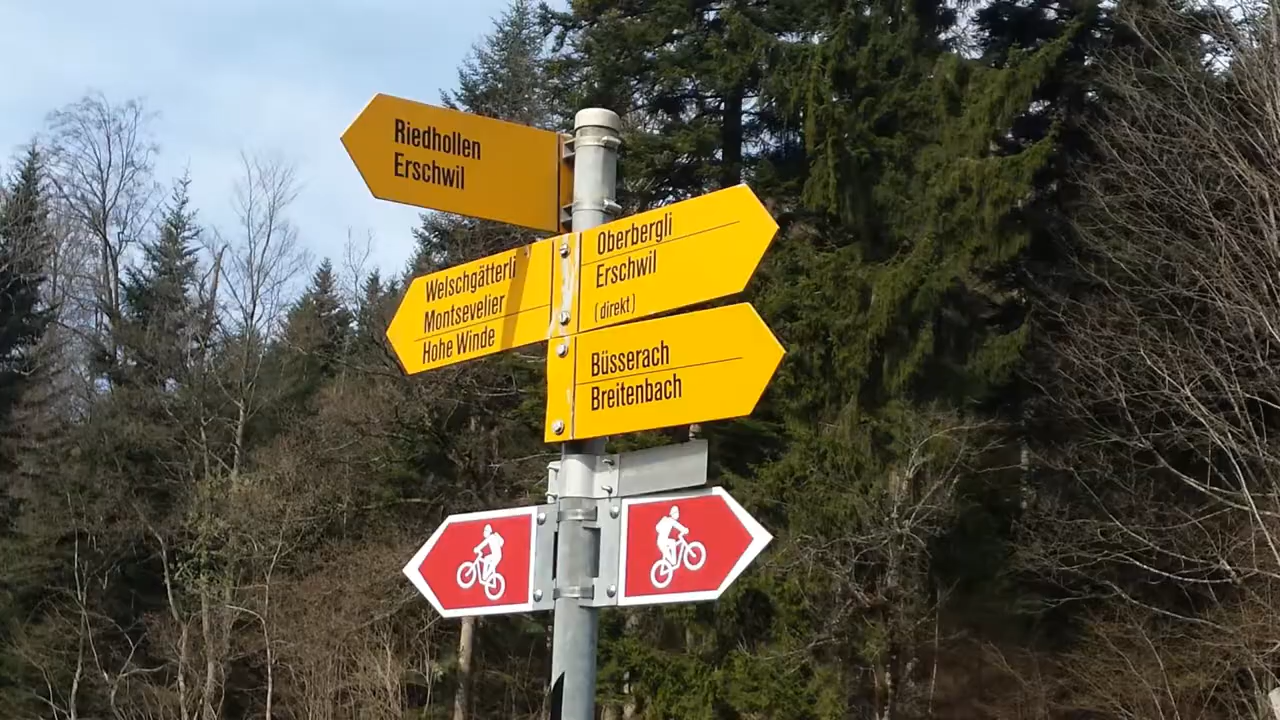 Riedhollen
Erschwil
Oberbergli
Erschwil
(direkt)
Welschgätterli
Montsevelier
Hohe Winde
Büsserach
Breitenbach